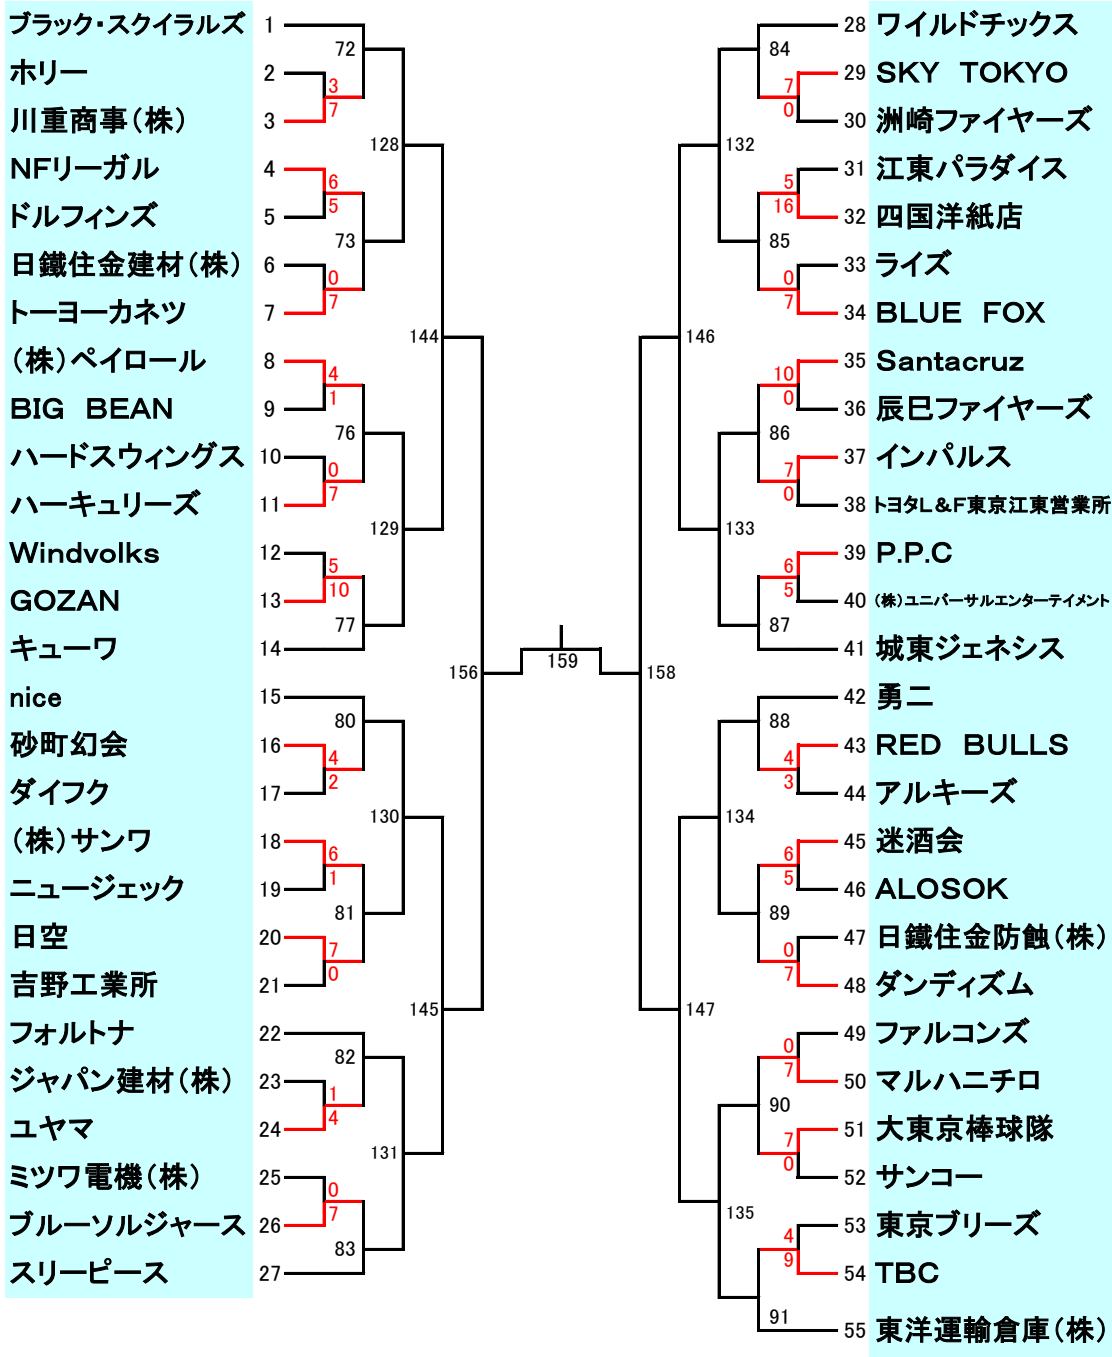 ブラック・スクイラルズ 1
ホリー 2
川重商事(株) 3
NFリーガル 4
ドルフィンズ 5
日鐵住金建材(株) 6
トーヨーカネツ 7
(株)ペイロール 8
BIG BEAN 9
ハードスウィングス 10
ハーキュリーズ 11
Windvolks 12
GOZAN 13
キューワ 14
nice 15
砂町幻会 16
ダイフク 17
(株)サンワ 18
ニュージェック 19
日空 20
吉野工業所 21
フォルトナ 22
ジャパン建材(株) 23
ユヤマ 24
ミツワ電機(株) 25
ブルーソルジャース 26
スリーピース 27
72
3
7
128
6
5
73
0
7
144
4
1
76
0
7
129
5
10
77
156
80
4
2
130
6
1
81
7
0
145
82
1
4
131
0
7
83
159
84
7
0
132
5
16
85
0
7
146
10
0
86
7
0
133
6
5
87
158
88
4
3
134
6
5
89
0
7
147
0
7
90
7
0
135
4
9
91
28 ワイルドチックス
29 SKY TOKYO
30 洲崎ファイヤーズ
31 江東パラダイス
32 四国洋紙店
33 ライズ
34 BLUE FOX
35 Santacruz
36 辰巳ファイヤーズ
37 インパルス
38 トヨタL&F東京江東営業所
39 P.P.C
40 (株)ユニバーサルエンターテイメント
41 城東ジェネシス
42 勇二
43 RED BULLS
44 アルキーズ
45 迷酒会
46 ALOSOK
47 日鐵住金防蝕(株)
48 ダンディズム
49 ファルコンズ
50 マルハニチロ
51 大東京棒球隊
52 サンコー
53 東京ブリーズ
54 TBC
55 東洋運輸倉庫(株)